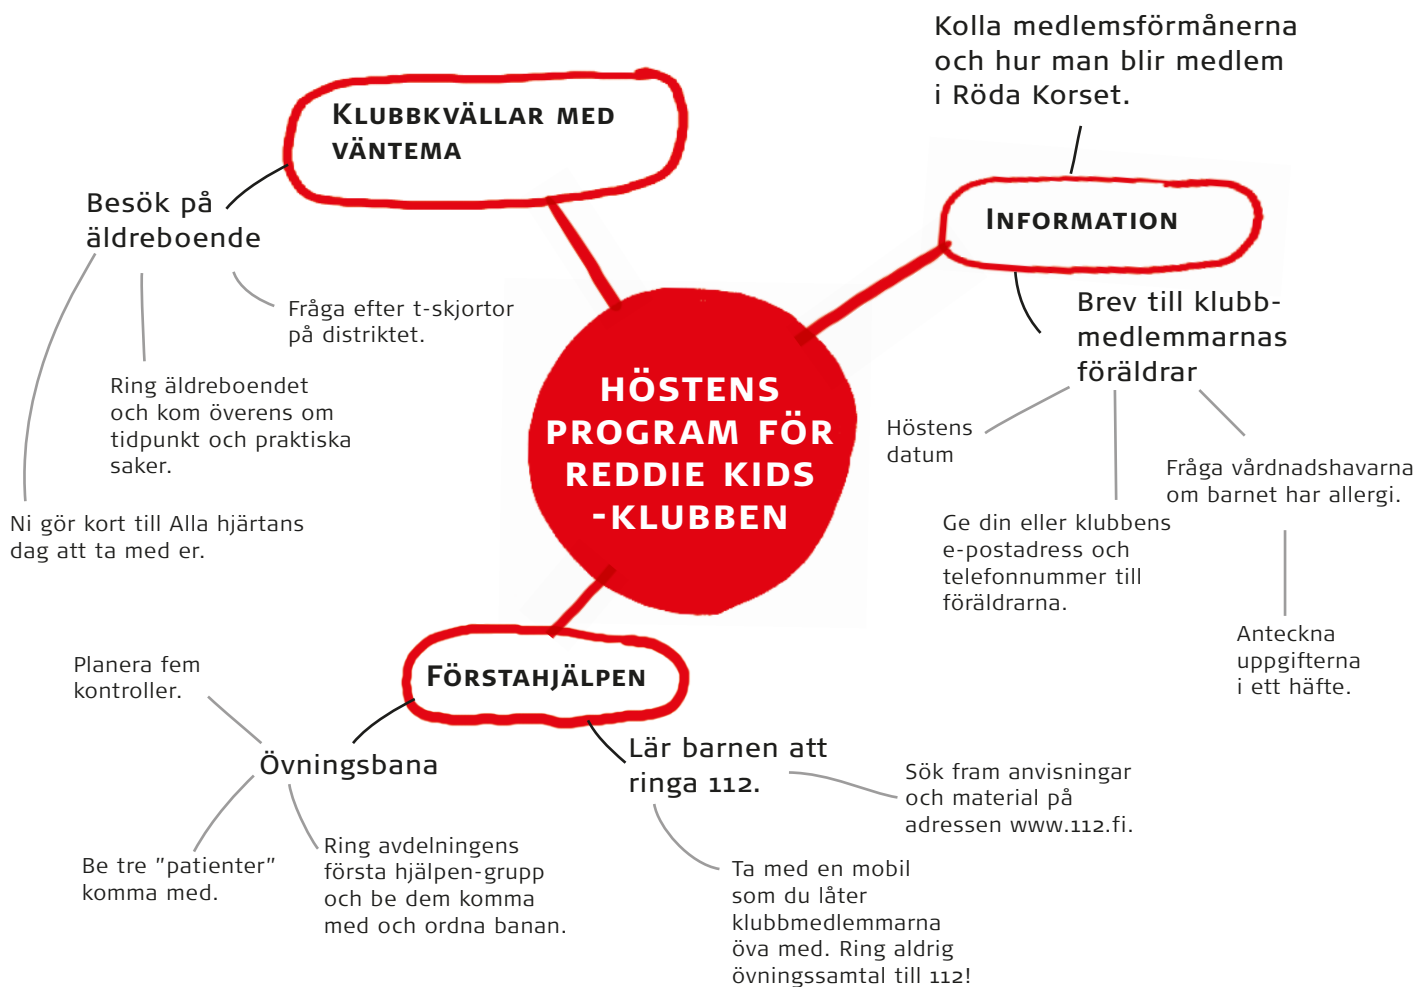 Kolla medlemsförmånerna
och hur man blir medlem
i Röda Korset.
Klubbkvällar med
väntema
Information
Besök på
äldreboende
Fråga efter t-skjortor
på distriktet.
Ring äldreboendet
och kom överens om
tidpunkt och praktiska
saker.
Ni gör kort till Alla hjärtans
dag att ta med er.
Brev till klubb-
medlemmarnas
föräldrar
Höstens
datum
Ge din eller klubbens
e-postadress och
telefonnummer till
föräldrarna.
Fråga vårdnadshavarna
om barnet har allergi.
Anteckna
uppgifterna
i ett häfte.
HÖSTENS
PROGRAM FÖR
REDDIE KIDS
-KLUBBEN
Förstahjälpen
Planera fem
kontroller.
Övningsbana
Be tre ”patienter”
komma med.
Ring avdelningens
första hjälpen-grupp
och be dem komma
med och ordna banan.
Lär barnen att
ringa 112.
Sök fram anvisningar
och material på
adressen www.112.fi.
Ta med en mobil
som du låter
klubbmedlemmarna
öva med. Ring aldrig
övningssamtal till 112!